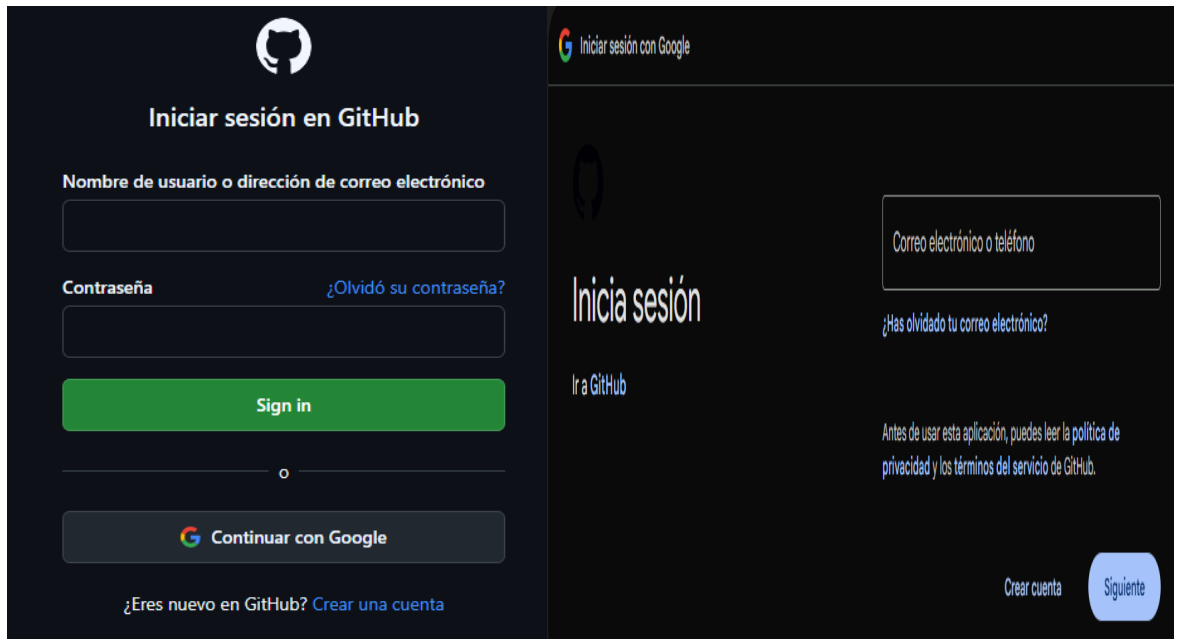 Iniciar sesión en GitHub
Nombre de usuario o dirección de correo electrónico
Contraseña
¿Olvidó su contraseña?
Sign in
o
Continuar con Google
¿Eres nuevo en GitHub? Crear una cuenta
Iniciar sesión con Google
Inicia sesión
Ir a GitHub
Correo electrónico o teléfono
¿Has olvidado tu correo electrónico?
Antes de usar esta aplicación, puedes leer la política de
privacidad y los términos del servicio de GitHub.
Crear cuenta
Siguiente